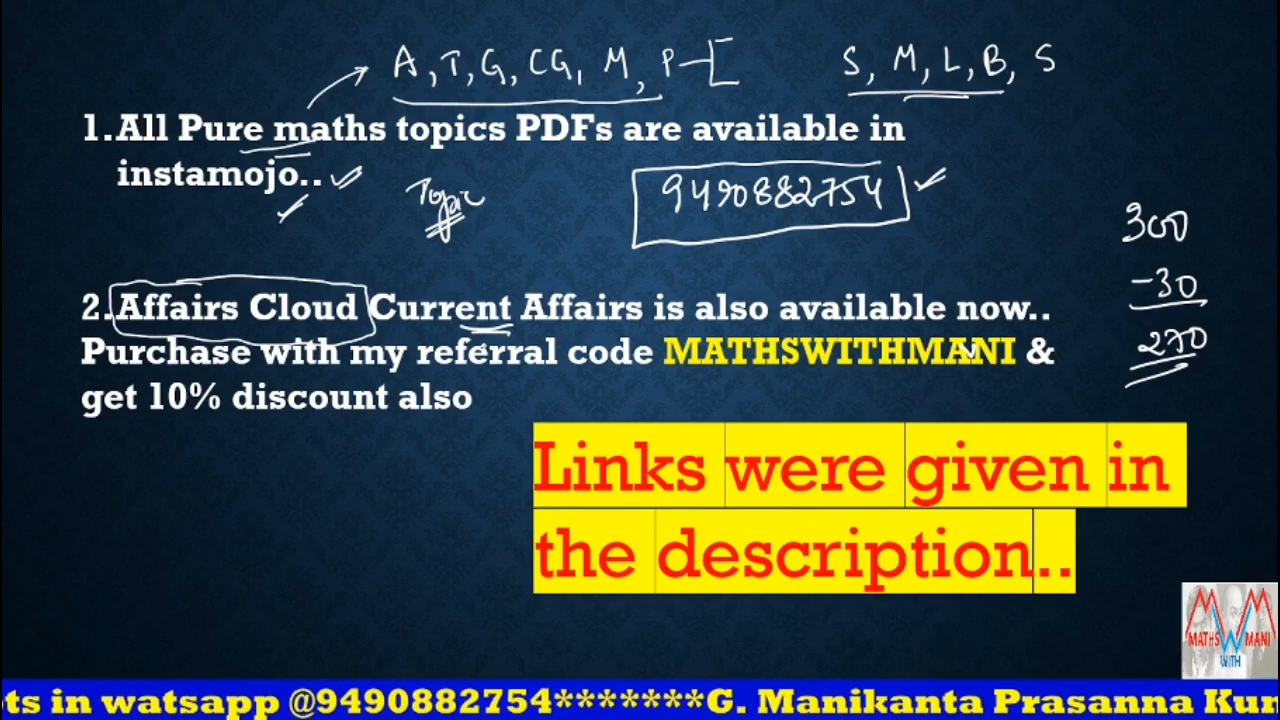 A, T, G, CG, M, P-[ S, M, L, B, S
1. All Pure maths topics PDFs are available in
instamojo..
Topic
9490882754
300
-30
270
2. Affairs Cloud Current Affairs is also available now..
Purchase with my referral code MATHSWITHMANI &
get 10% discount also
Links were given in
the description..
MATHS MANI
WITH
ts in watsapp @9490882754*******G. Manikanta Prasanna Kur